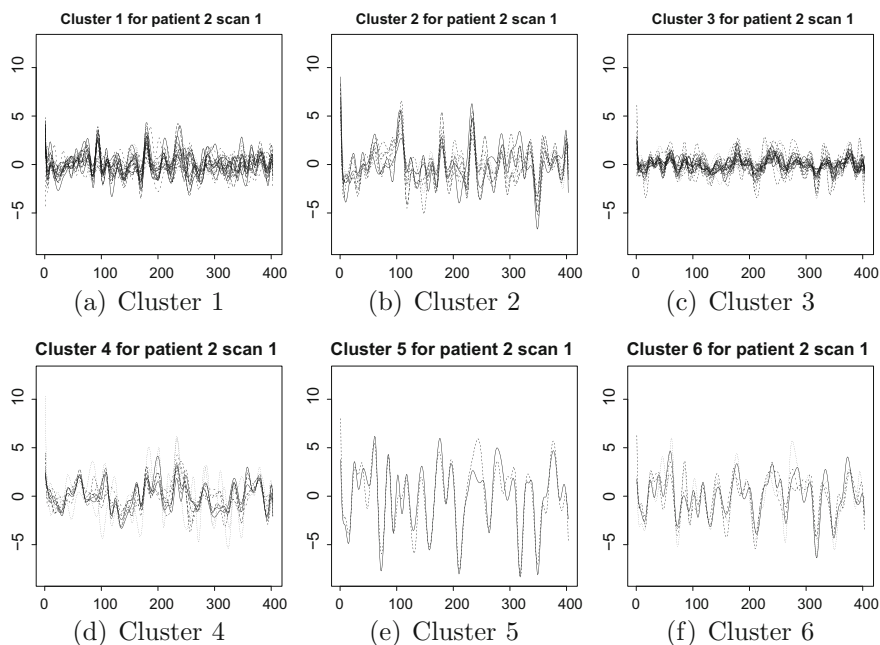 Cluster 1 for patient 2 scan 1
Cluster 2 for patient 2 scan 1
Cluster 3 for patient 2 scan 1
10
5
0
−5
0 100 200 300 400
10
5
0
−5
0 100 200 300 400
10
5
0
−5
0 100 200 300 400
(a) Cluster 1
(b) Cluster 2
(c) Cluster 3
Cluster 4 for patient 2 scan 1
Cluster 5 for patient 2 scan 1
Cluster 6 for patient 2 scan 1
10
5
0
−5
0 100 200 300 400
10
5
0
−5
0 100 200 300 400
10
5
0
−5
0 100 200 300 400
(d) Cluster 4
(e) Cluster 5
(f) Cluster 6